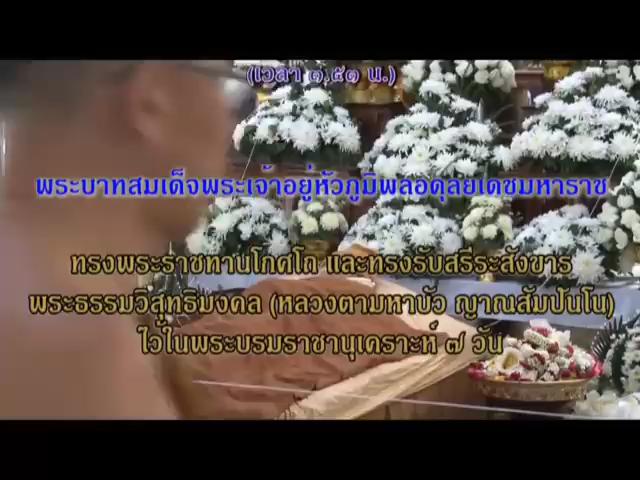 (เวลา ๓.๕๓ น.)
พระบาทสมเด็จพระเจ้าอยู่หัวภูมิพลอดุลยเดชมหาราช
ทรงพระราชทานโกศโถ และทรงรับสรีระสังขาร
พระธรรมวิสุทธิมงคล (หลวงตามหาบัว ญาณสัมปันโน)
ไว้ในพระบรมราชานุเคราะห์ ๗ วัน